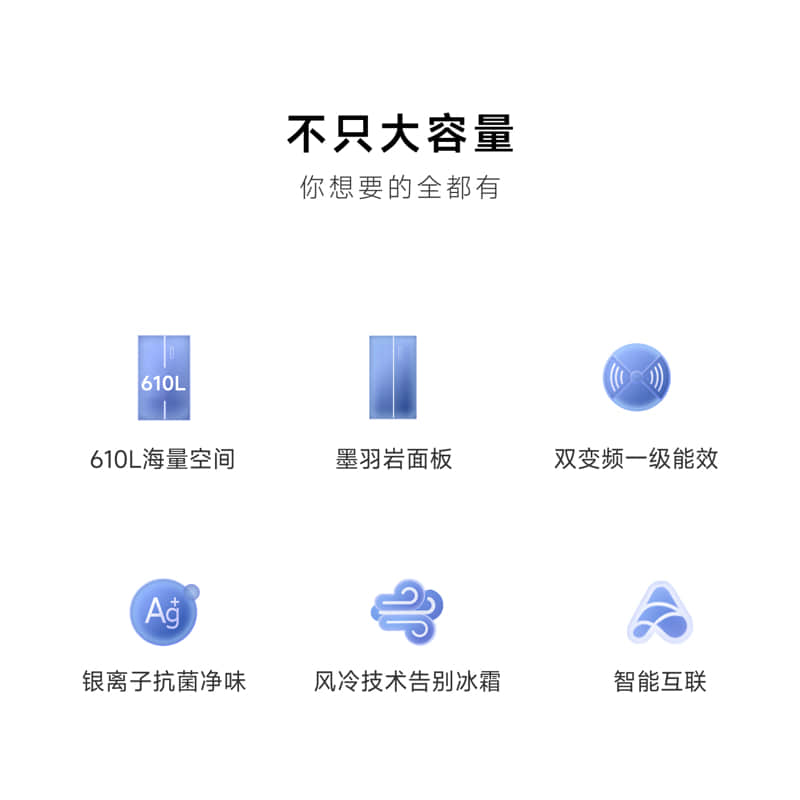 不只大容量
你想要的全都有
610L
610L海量空间
墨羽岩面板
双变频一级能效
Ag+
银离子抗菌净味
风冷技术告别冰霜
智能互联